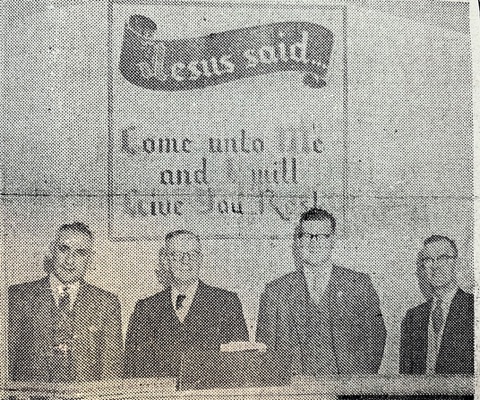 Jesus said...
Come unto Me
and I will
Give You Rest